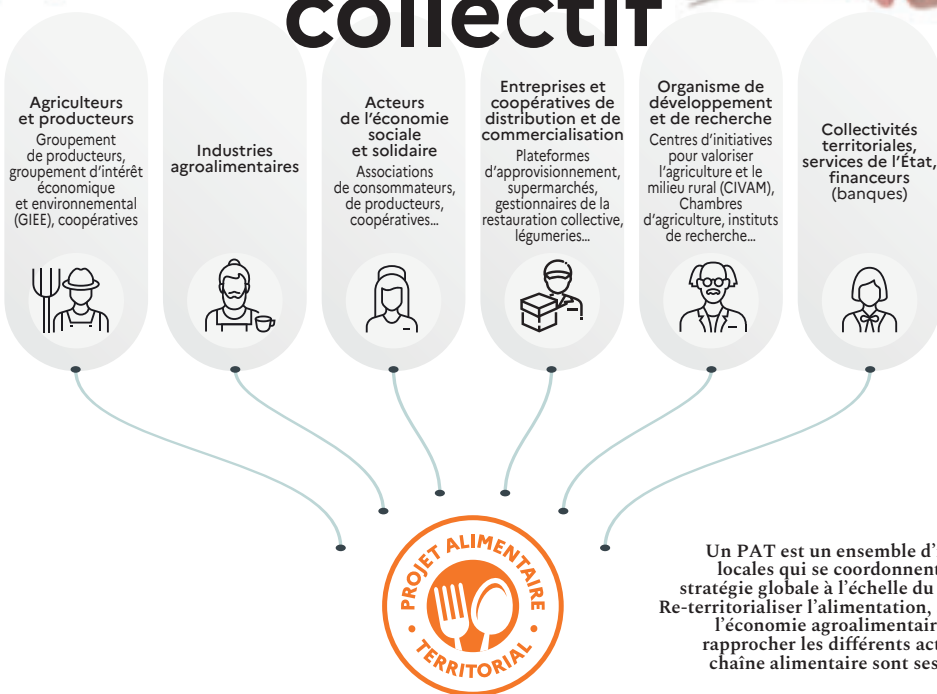 collectif
Agriculteurs
et producteurs
Groupement
de producteurs,
groupement d'intérêt
économique
et environnemental
(GIEE), coopératives
Industries
agroalimentaires
Acteurs
de l'économie
sociale
et solidaire
Associations
de consommateurs,
de producteurs,
coopératives…
Entreprises et
coopératives de
distribution et de
commercialisation
Plateformes
d'approvisionnement,
supermarchés,
gestionnaires de la
restauration collective,
légumeries…
Organisme de
développement
et de recherche
Centres d'initiatives
pour valoriser
l'agriculture et le
milieu rural (CIVAM),
Chambres
d'agriculture, instituts
de recherche…
Collectivités
territoriales,
services de l'État,
financeurs
(banques)
PROJET ALIMENTAIRE
TERRITORIAL
Un PAT est un ensemble d'
locales qui se coordonnent
stratégie globale à l'échelle du
Re-territorialiser l'alimentation,
l'économie agroalimentair
rapprocher les différents act
chaîne alimentaire sont ses